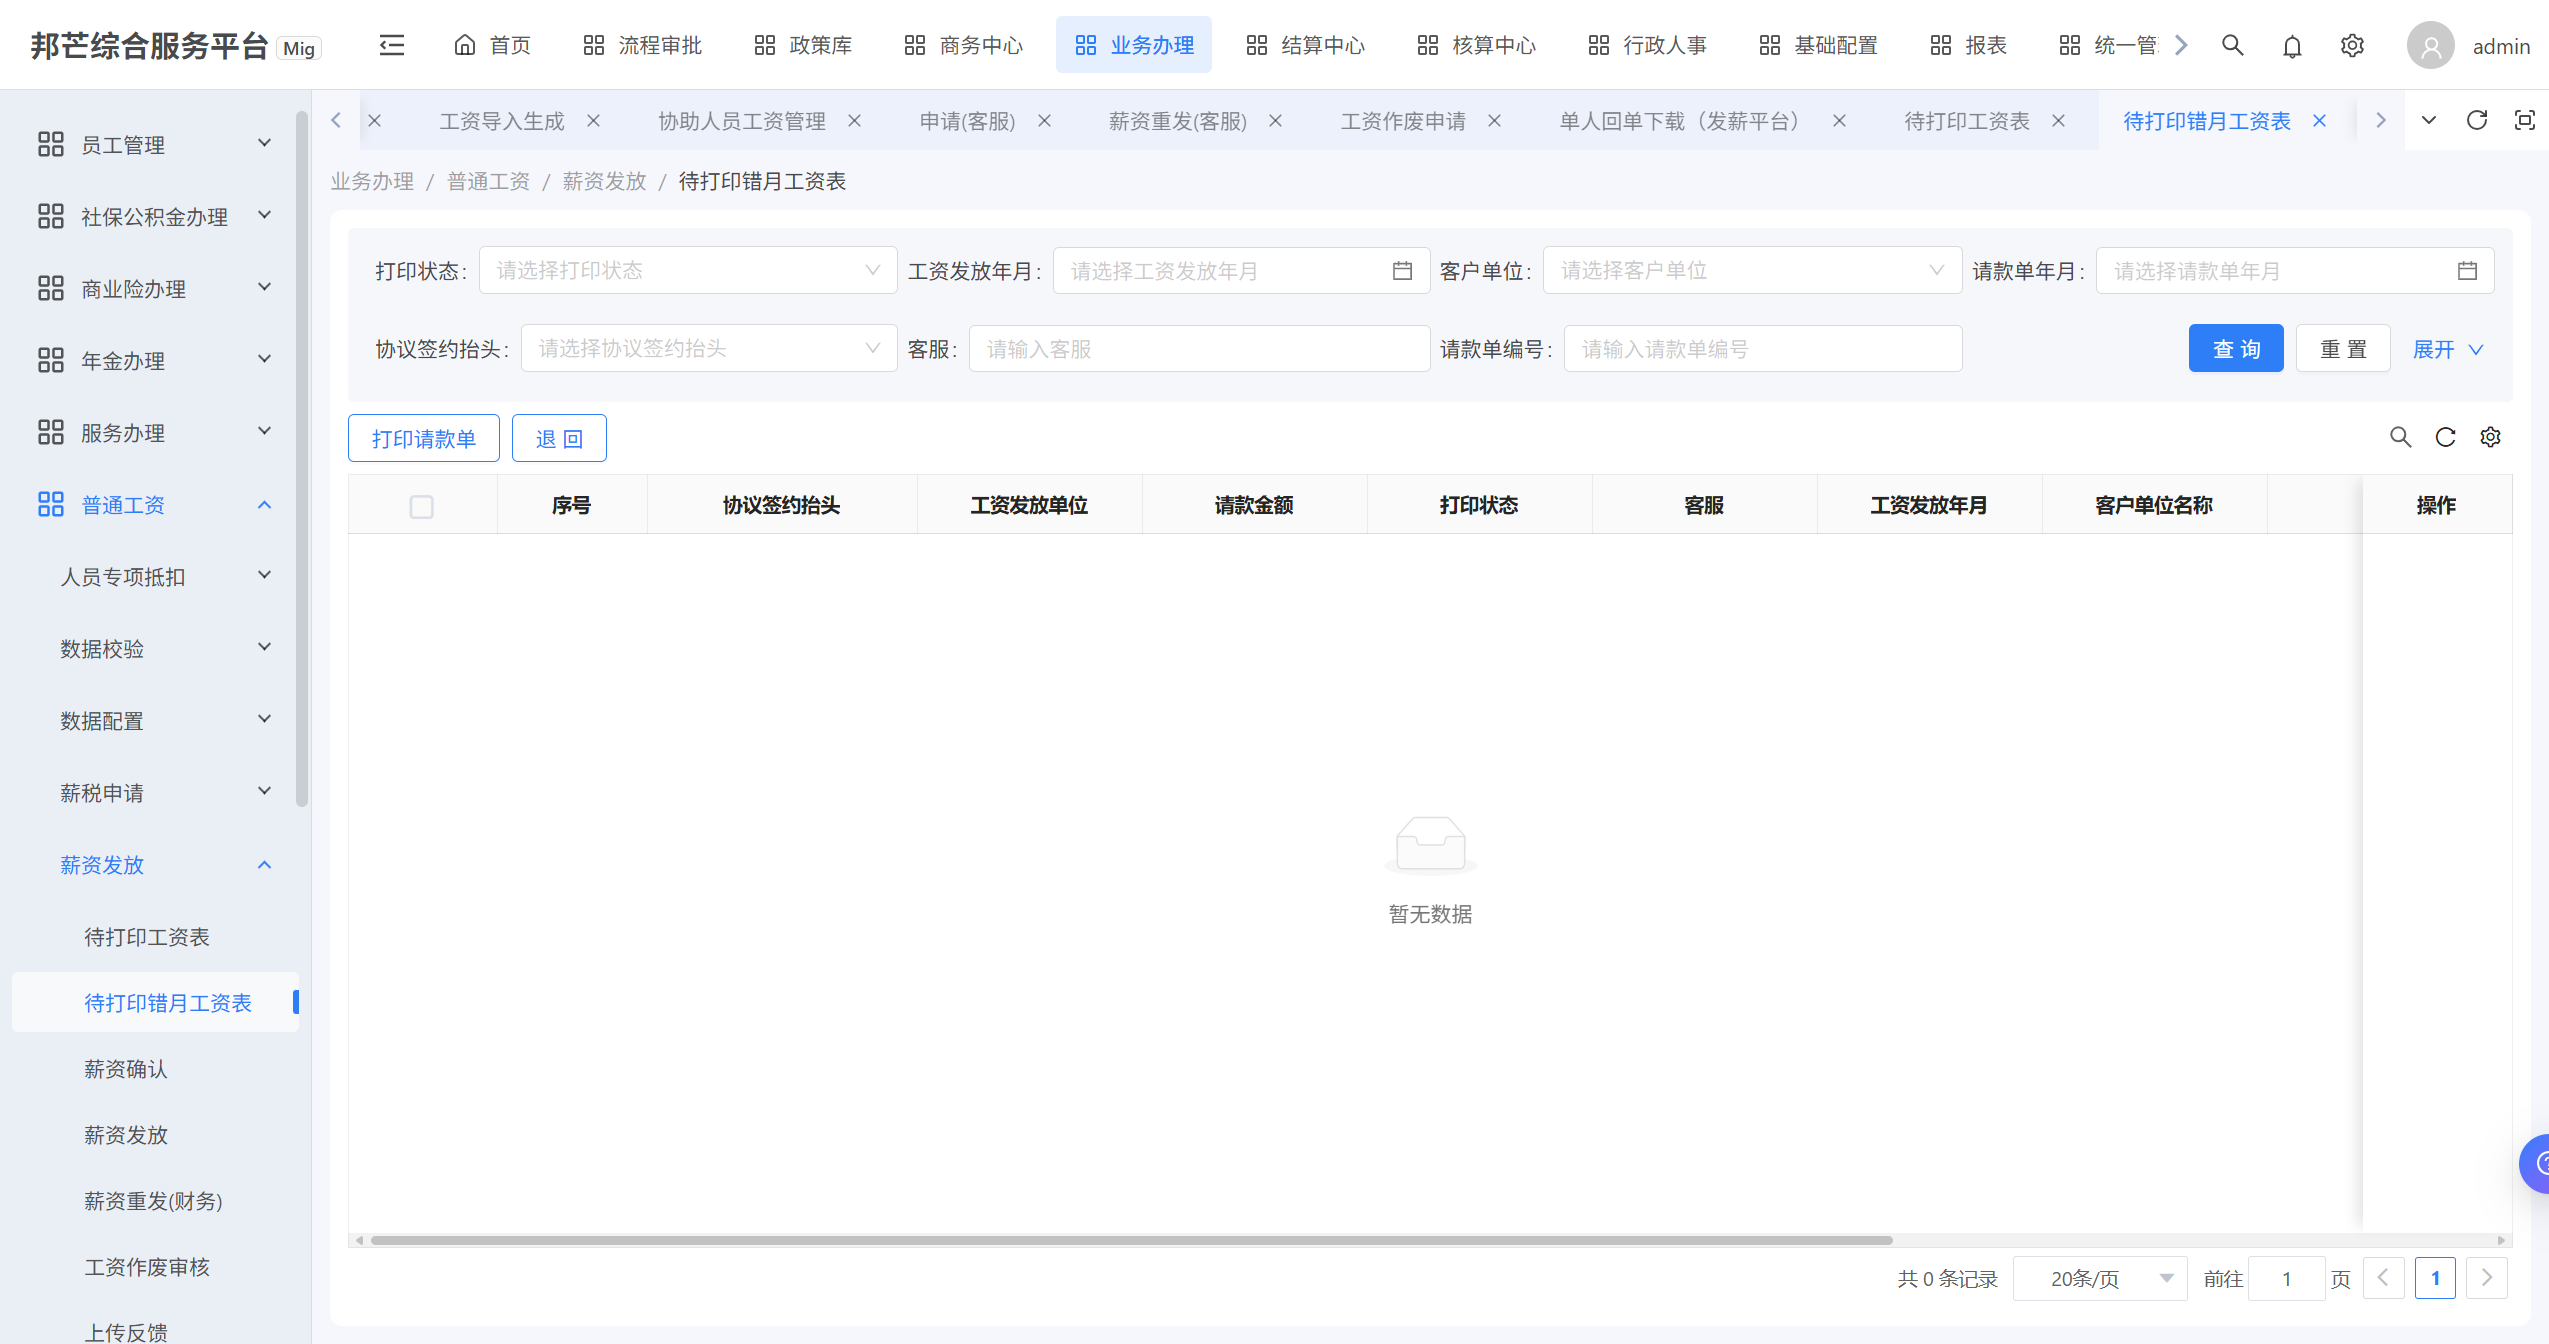 邦芒综合服务平台 Mig
首页 流程审批 政策库 商务中心 业务办理 结算中心 核算中心 行政人事 基础配置 报表 统一管
admin
员工管理
社保公积金办理
商业险办理
年金办理
服务办理
普通工资
人员专项抵扣
数据校验
数据配置
薪税申请
薪资发放
待打印工资表
待打印错月工资表
薪资确认
薪资发放
薪资重发(财务)
工资作废审核
上传反馈
工资导入生成 协助人员工资管理 申请(客服) 薪资重发(客服) 工资作废申请 单人回单下载（发薪平台） 待打印工资表 待打印错月工资表
业务办理 / 普通工资 / 薪资发放 / 待打印错月工资表
打印状态: 请选择打印状态 工资发放年月: 请选择工资发放年月 客户单位: 请选择客户单位 请款单年月: 请选择请款单年月
协议签约抬头: 请选择协议签约抬头 客服: 请输入客服 请款单编号: 请输入请款单编号 查 询 重 置 展开
打印请款单 退 回
序号 协议签约抬头 工资发放单位 请款金额 打印状态 客服 工资发放年月 客户单位名称 操作
暂无数据
共 0 条记录 20条/页 前往 1 页 1